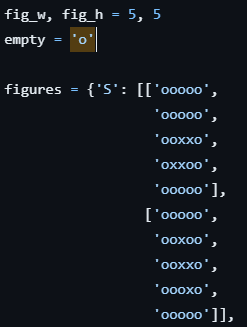 fig_w, fig_h = 5, 5
empty = 'o'

figures = {'S': [['ooooo',
                  'ooooo',
                  'ooxxo',
                  'oxxoo',
                  'ooooo'],
                 ['ooooo',
                  'ooxoo',
                  'ooxxo',
                  'oooxo',
                  'ooooo']],